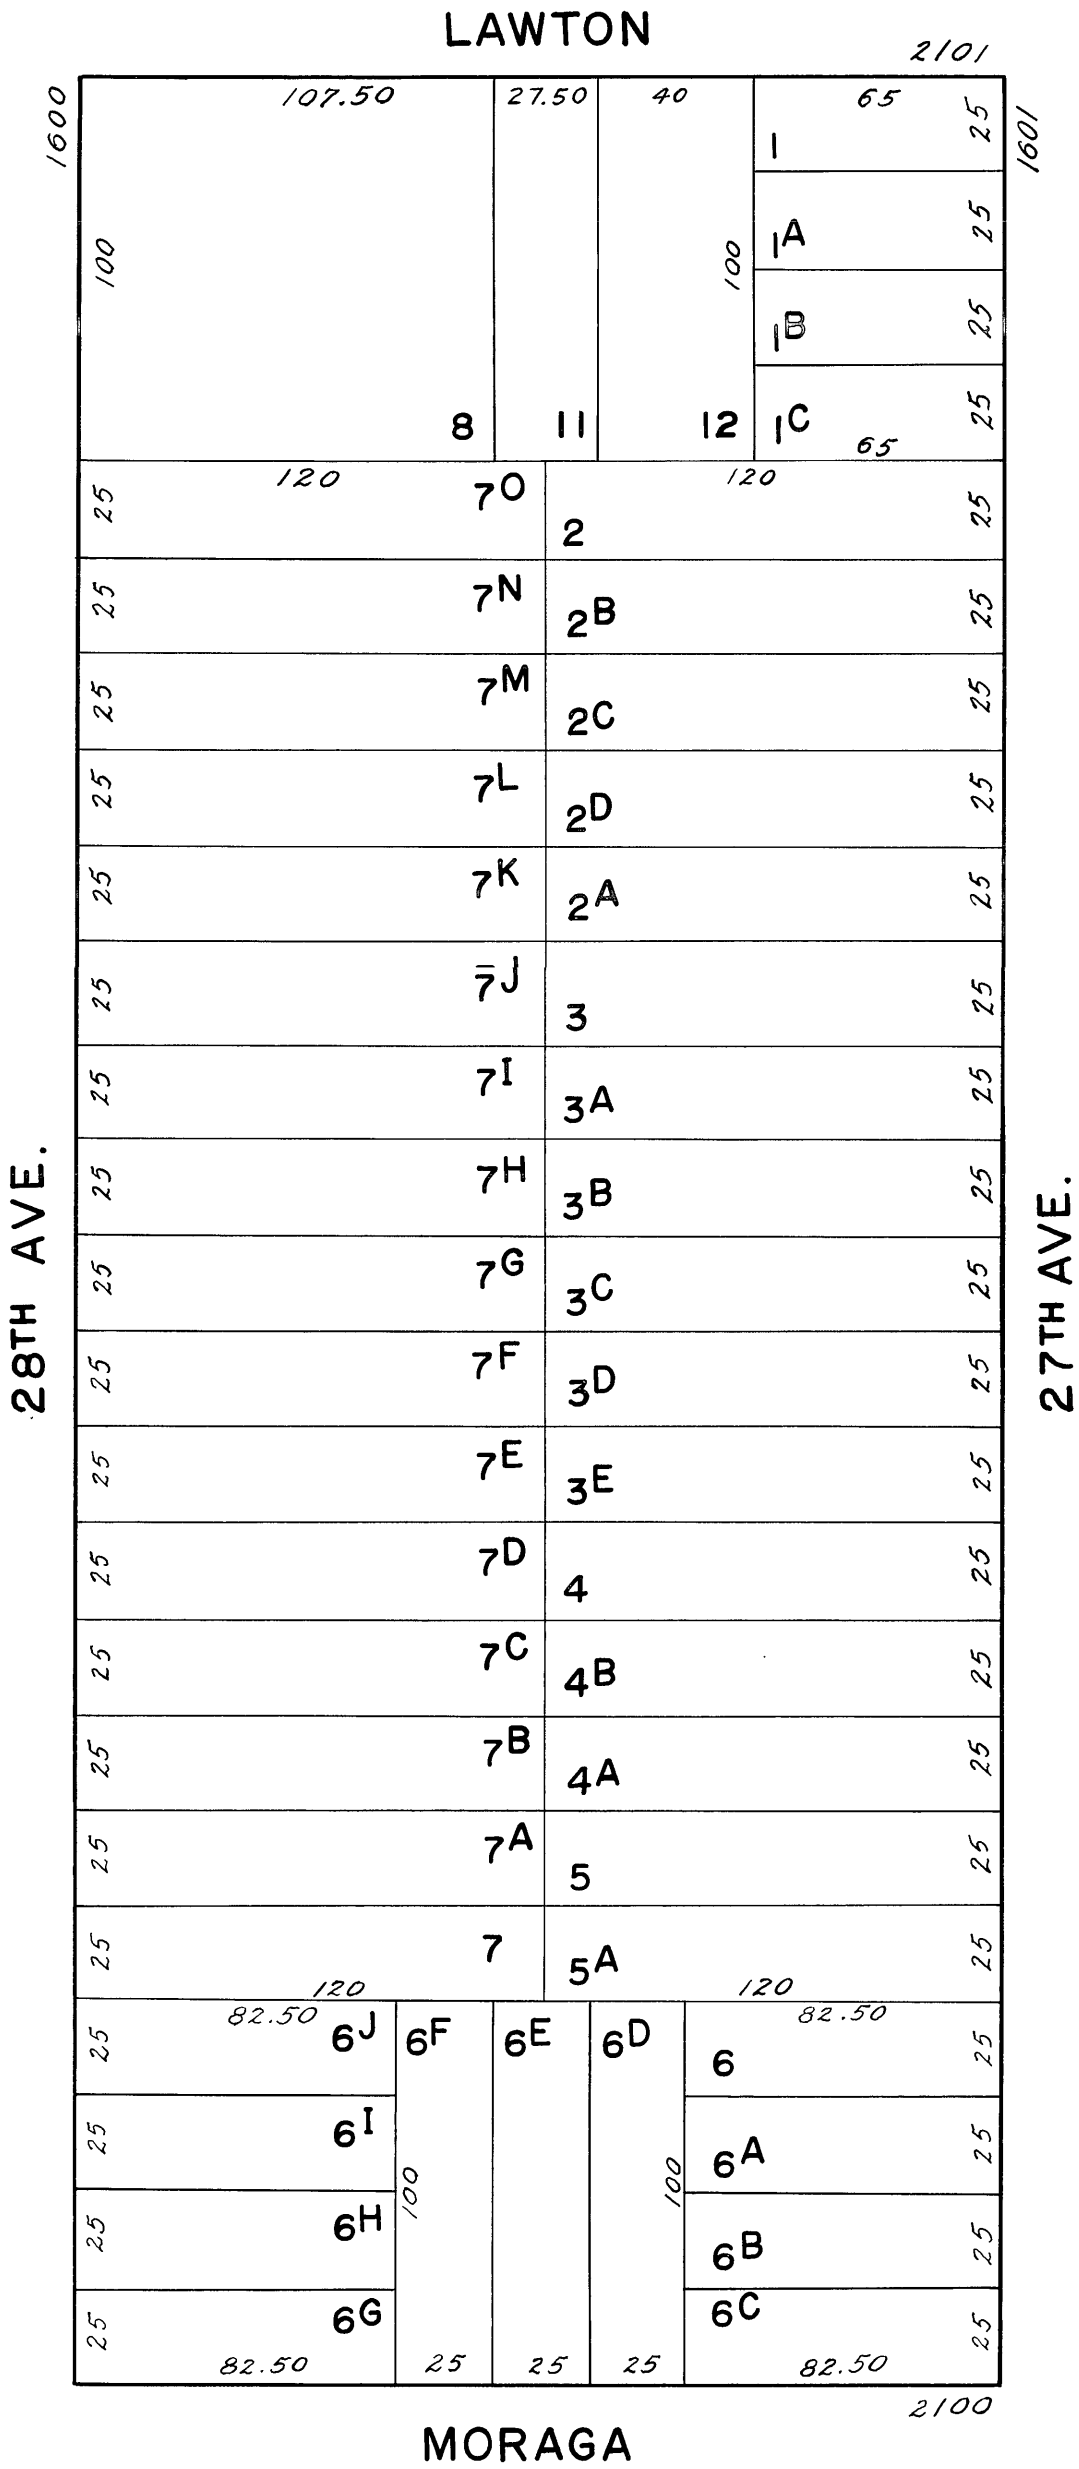 LAWTON
2101
1600
107.50
27.50
40
65
25
1601
1
100
100
1A
25
1B
25
8
11
12
1C
25
65
120
120
25
7O
2
25
25
7N
2B
25
25
7M
2C
25
25
7L
2D
25
25
7K
2A
25
25
7J
3
25
25
7I
3A
25
28TH AVE.
25
7H
3B
25
27TH AVE.
25
7G
3C
25
25
7F
3D
25
25
7E
3E
25
25
7D
4
25
25
7C
4B
25
25
7B
4A
25
25
7A
5
25
25
7
5A
25
120
120
82.50
82.50
25
6J
6F
6E
6D
6
25
25
6I
6A
25
100
100
25
6H
6B
25
25
6G
6C
25
82.50
25
25
25
82.50
2100
MORAGA